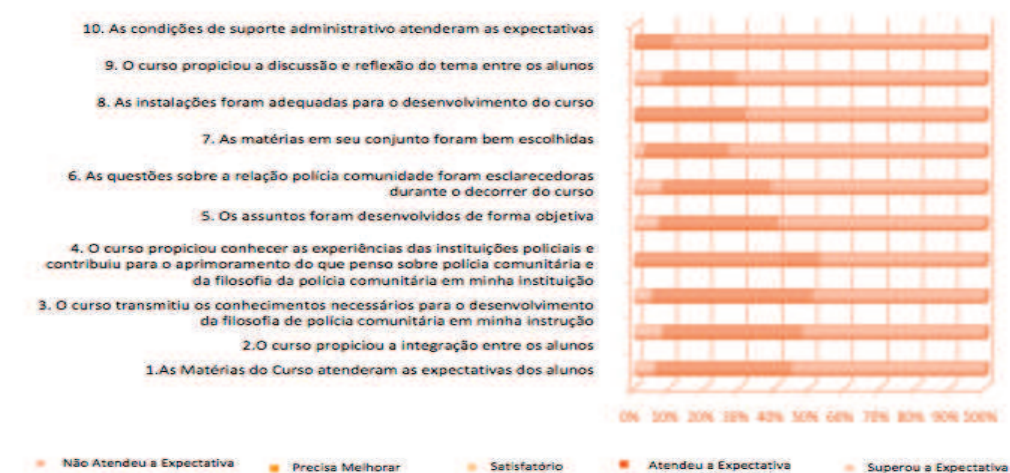 10. As condições de suporte administrativo atenderam as expectativas
9. O curso propiciou a discussão e reflexão do tema entre os alunos
8. As instalações foram adequadas para o desenvolvimento do curso
7. As matérias em seu conjunto foram bem escolhidas
6. As questões sobre a relação polícia comunidade foram esclarecedoras
durante o decorrer do curso
5. Os assuntos foram desenvolvidos de forma objetiva
4. O curso propiciou conhecer as experiências das instituições policiais e
contribuiu para o aprimoramento do que penso sobre polícia comunitária e
da filosofia da polícia comunitária em minha instituição
3. O curso transmitiu os conhecimentos necessários para o desenvolvimento
da filosofia de polícia comunitária em minha instrução
2.O curso propiciou a integração entre os alunos
1.As Matérias do Curso atenderam as expectativas dos alunos
0% 10% 20% 30% 40% 50% 60% 70% 80% 90% 100%
Não Atendeu a Expectativa Precisa Melhorar Satisfatório Atendeu a Expectativa Superou a Expectativa